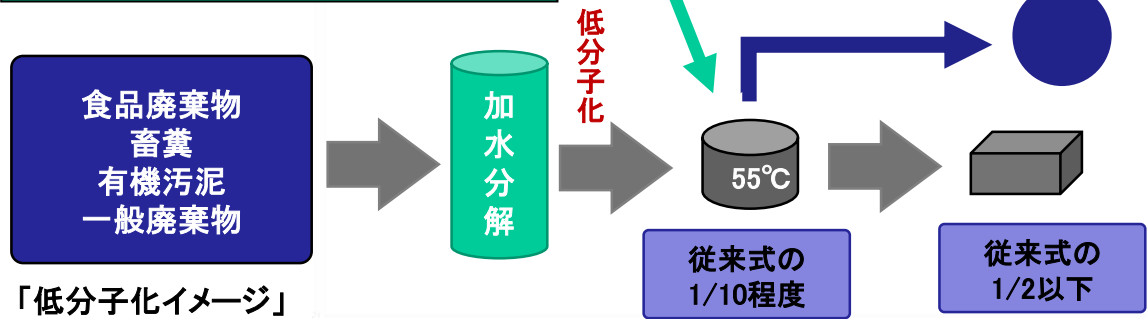 食品廃棄物
畜糞
有機汚泥
一般廃棄物
「低分子化イメージ」
加水分解
低分子化
55℃
従来式の
1/10程度
従来式の
1/2以下